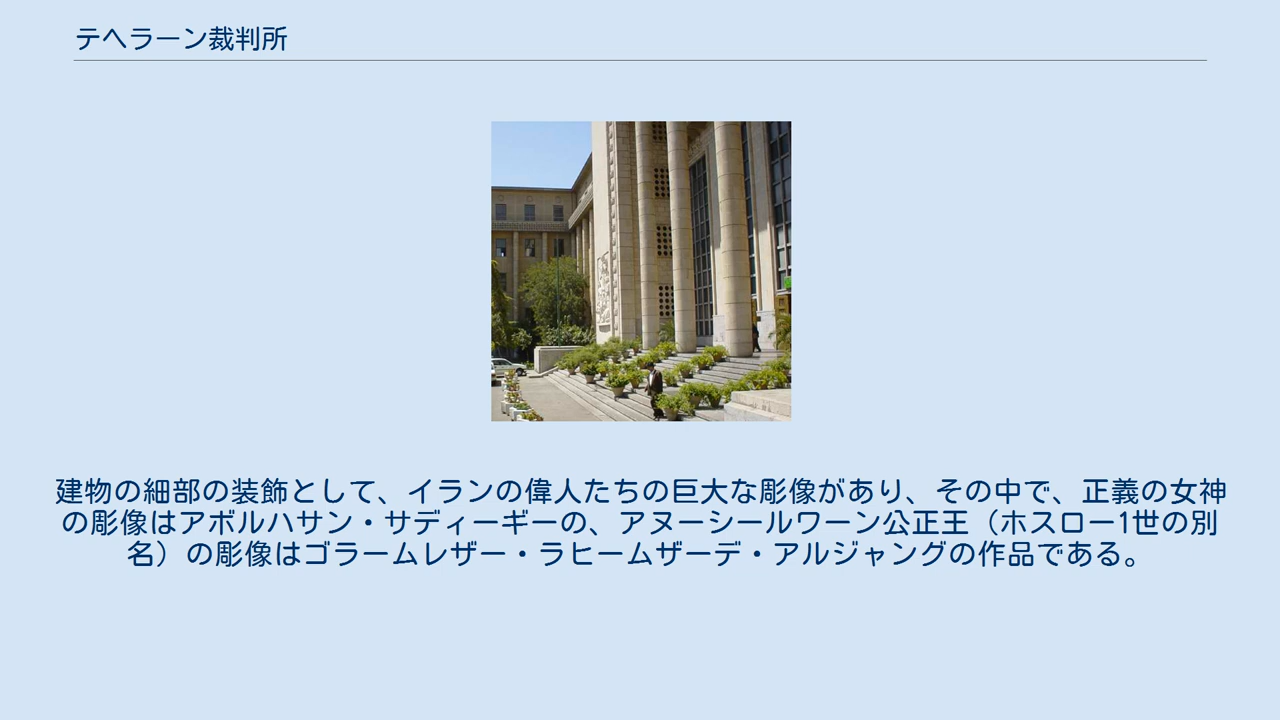 テヘラーン裁判所
建物の細部の装飾として、イランの偉人たちの巨大な彫像があり、その中で、正義の女神
の彫像はアボルハサン・サディーギーの、アヌーシールワーン公正王（ホスロー1世の別
名）の彫像はゴラームレザー・ラヒームザーデ・アルジャングの作品である。